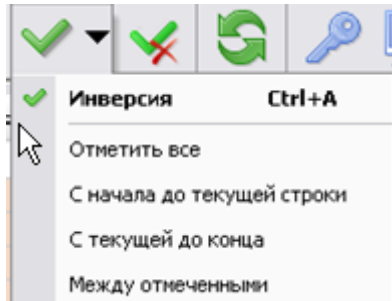 Инверсия Ctrl+A
Отметить все
С начала до текущей строки
С текущей до конца
Между отмеченными